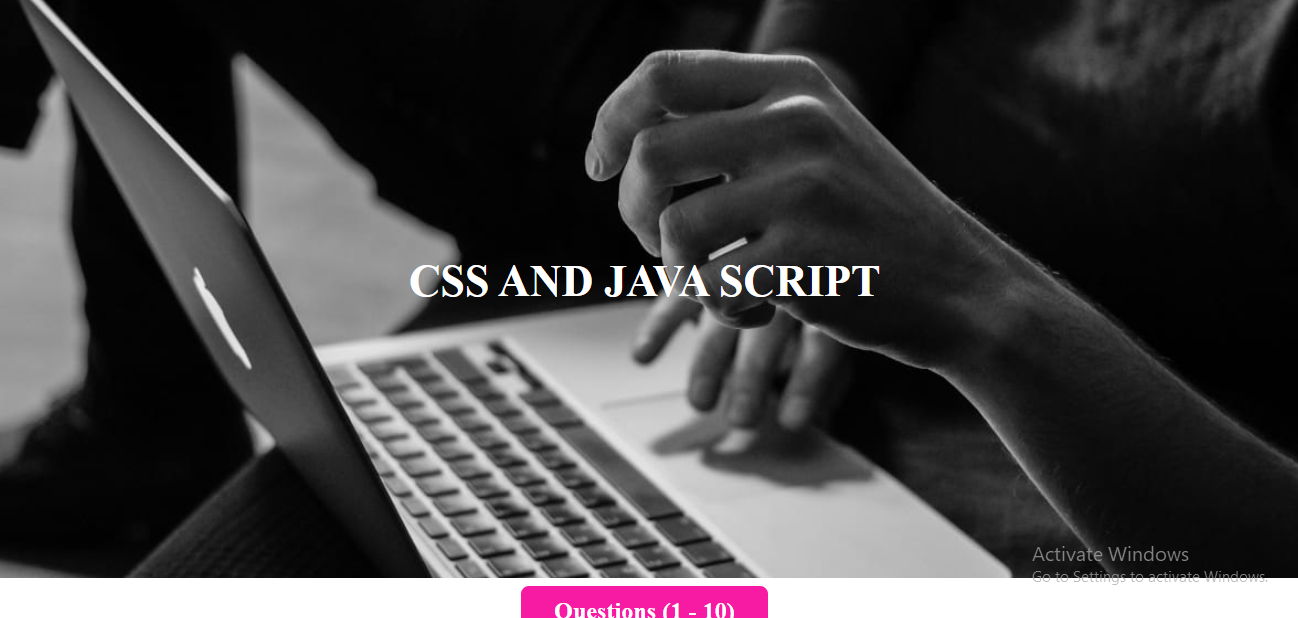 CSS AND JAVA SCRIPT
Activate Windows
Go to Settings to activate Windows.
Questions (1 - 10)